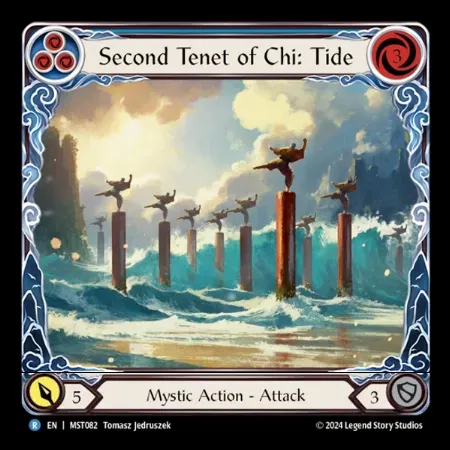 Second Tenet of Chi: Tide
3
5
Mystic Action - Attack
3
R EN | MST082 Tomasz Jedruszek
© 2024 Legend Story Studios